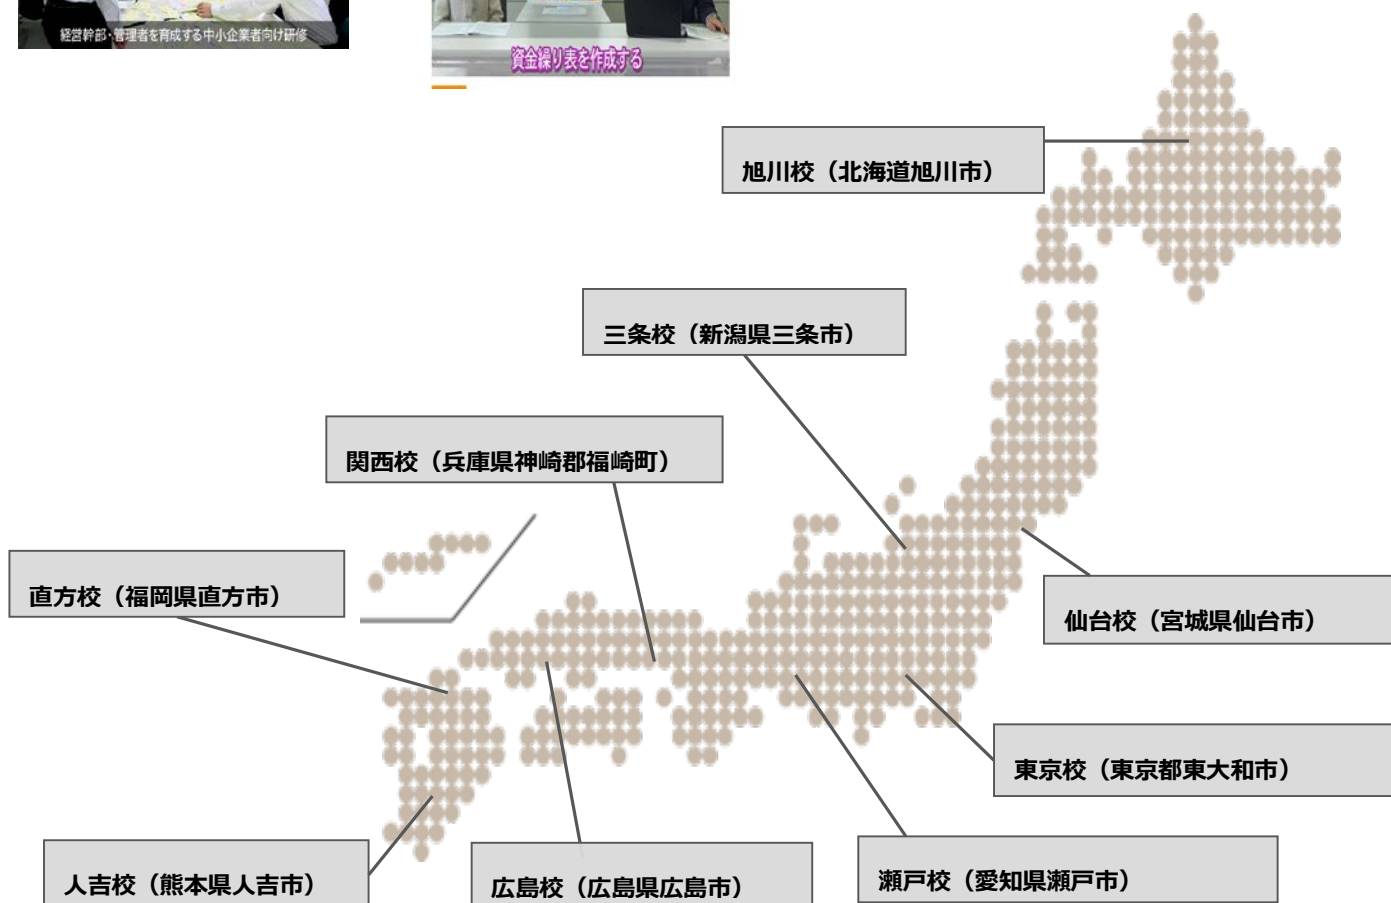 経営幹部・管理者を育成する中小企業者向け研修
資金繰り表を作成する
旭川校（北海道旭川市）
三条校（新潟県三条市）
関西校（兵庫県神崎郡福崎町）
直方校（福岡県直方市）
仙台校（宮城県仙台市）
東京校（東京都東大和市）
人吉校（熊本県人吉市）
広島校（広島県広島市）
瀬戸校（愛知県瀬戸市）